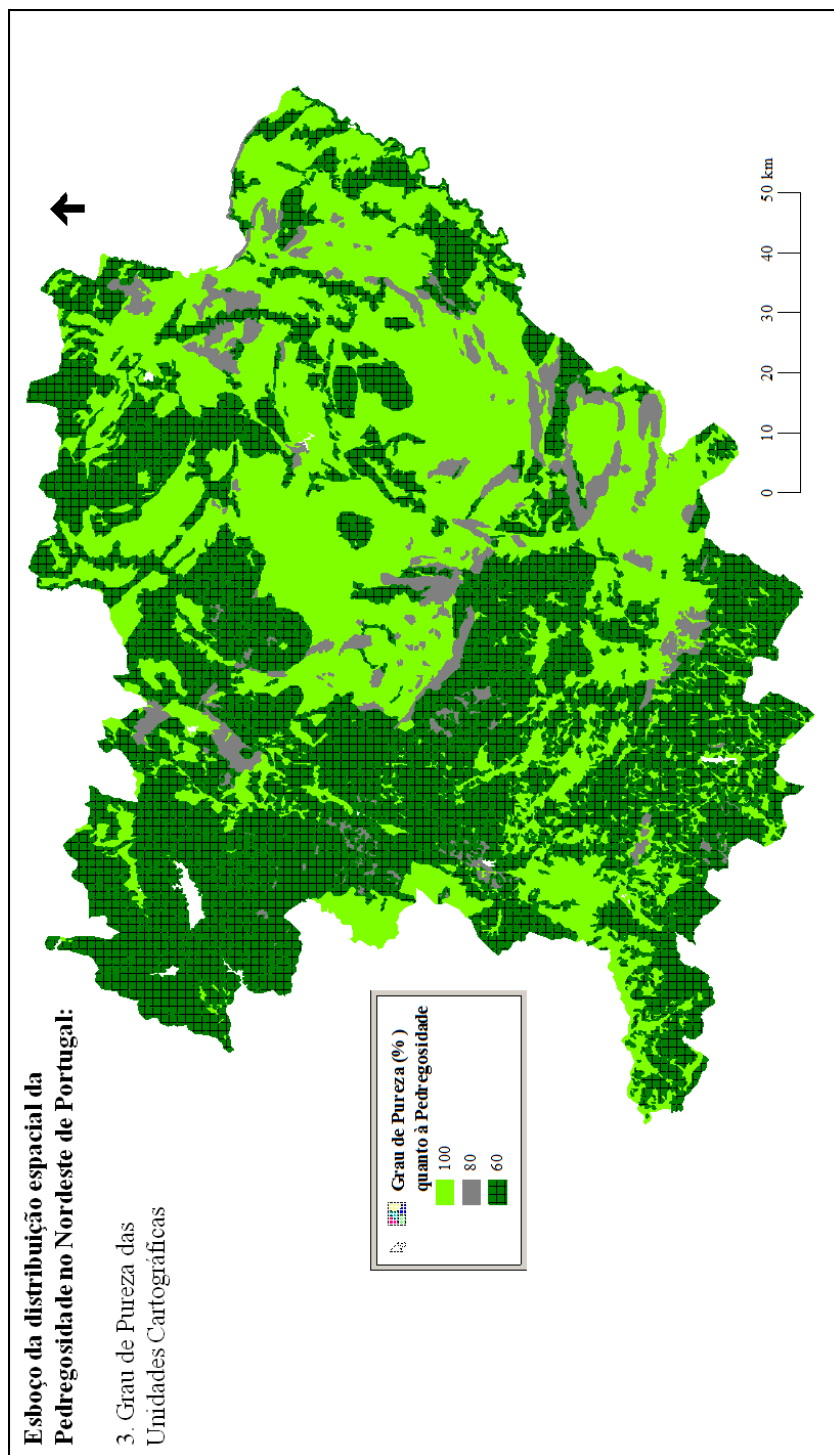 Esboço da distribuição espacial da
Pedregosidade no Nordeste de Portugal:
3. Grau de Pureza das
Unidades Cartográficas
Grau de Pureza (% )
quanto à Pedregosidade
100
80
60
0 10 20 30 40 50 km